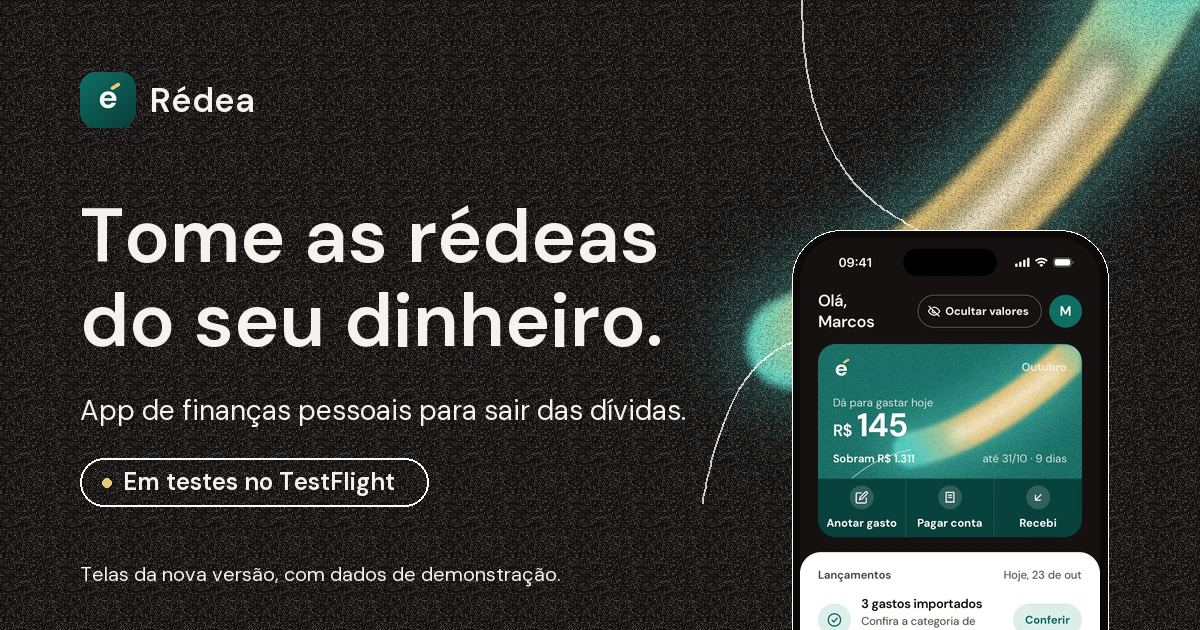 é Rédea
Tome as rédeas
do seu dinheiro.
App de finanças pessoais para sair das dívidas.
Em testes no TestFlight
Telas da nova versão, com dados de demonstração.
09:41
Olá,
Marcos
Ocultar valores
M
é
Outubro
Dá para gastar hoje
R$ 145
Sobram R$ 1.311
até 31/10 · 9 dias
Anotar gasto
Pagar conta
Recebi
Lançamentos
Hoje, 23 de out
3 gastos importados
Confira a categoria de
Conferir